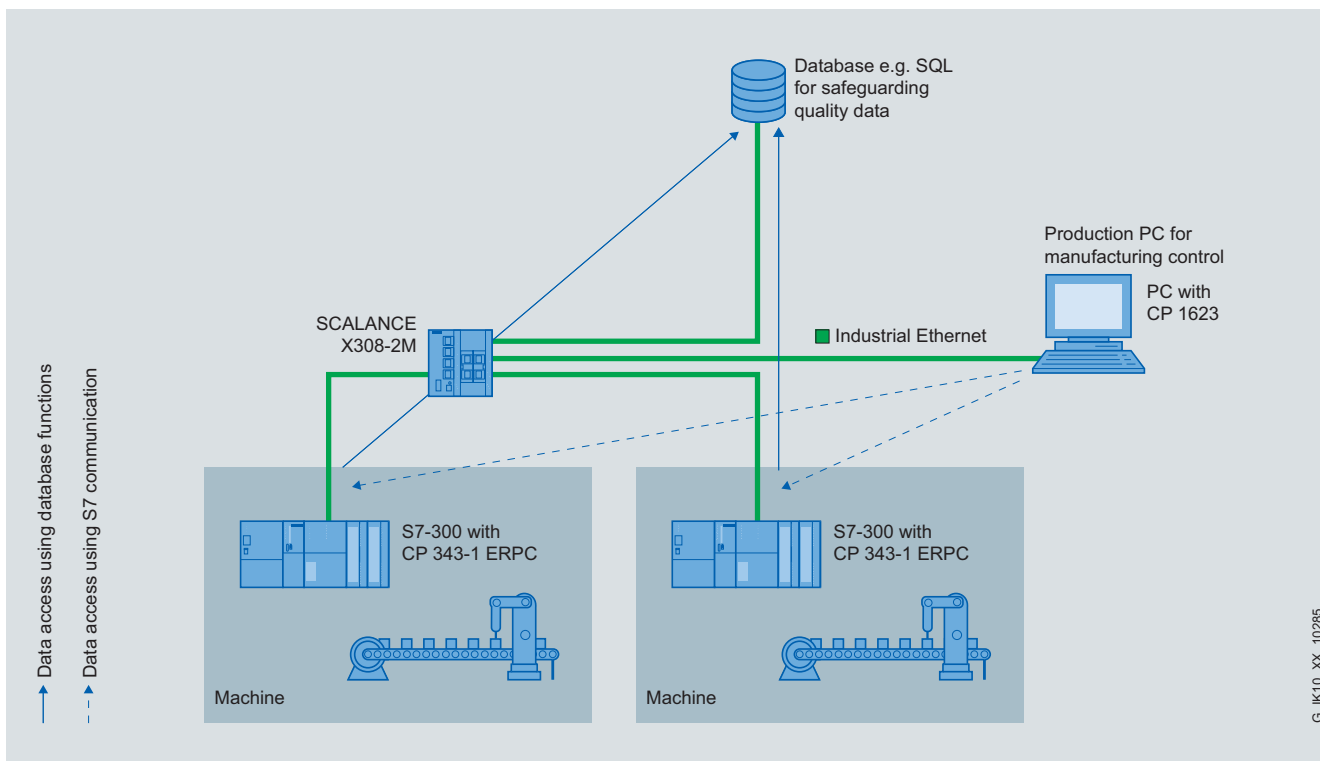 Database e.g. SQL
for safeguarding
quality data
Production PC for
manufacturing control
PC with
CP 1623
SCALANCE
X308-2M
Industrial Ethernet
Data access using database functions
Data access using S7 communication
S7-300 with
CP 343-1 ERPC
Machine
S7-300 with
CP 343-1 ERPC
Machine
G_IK10_XX_10285